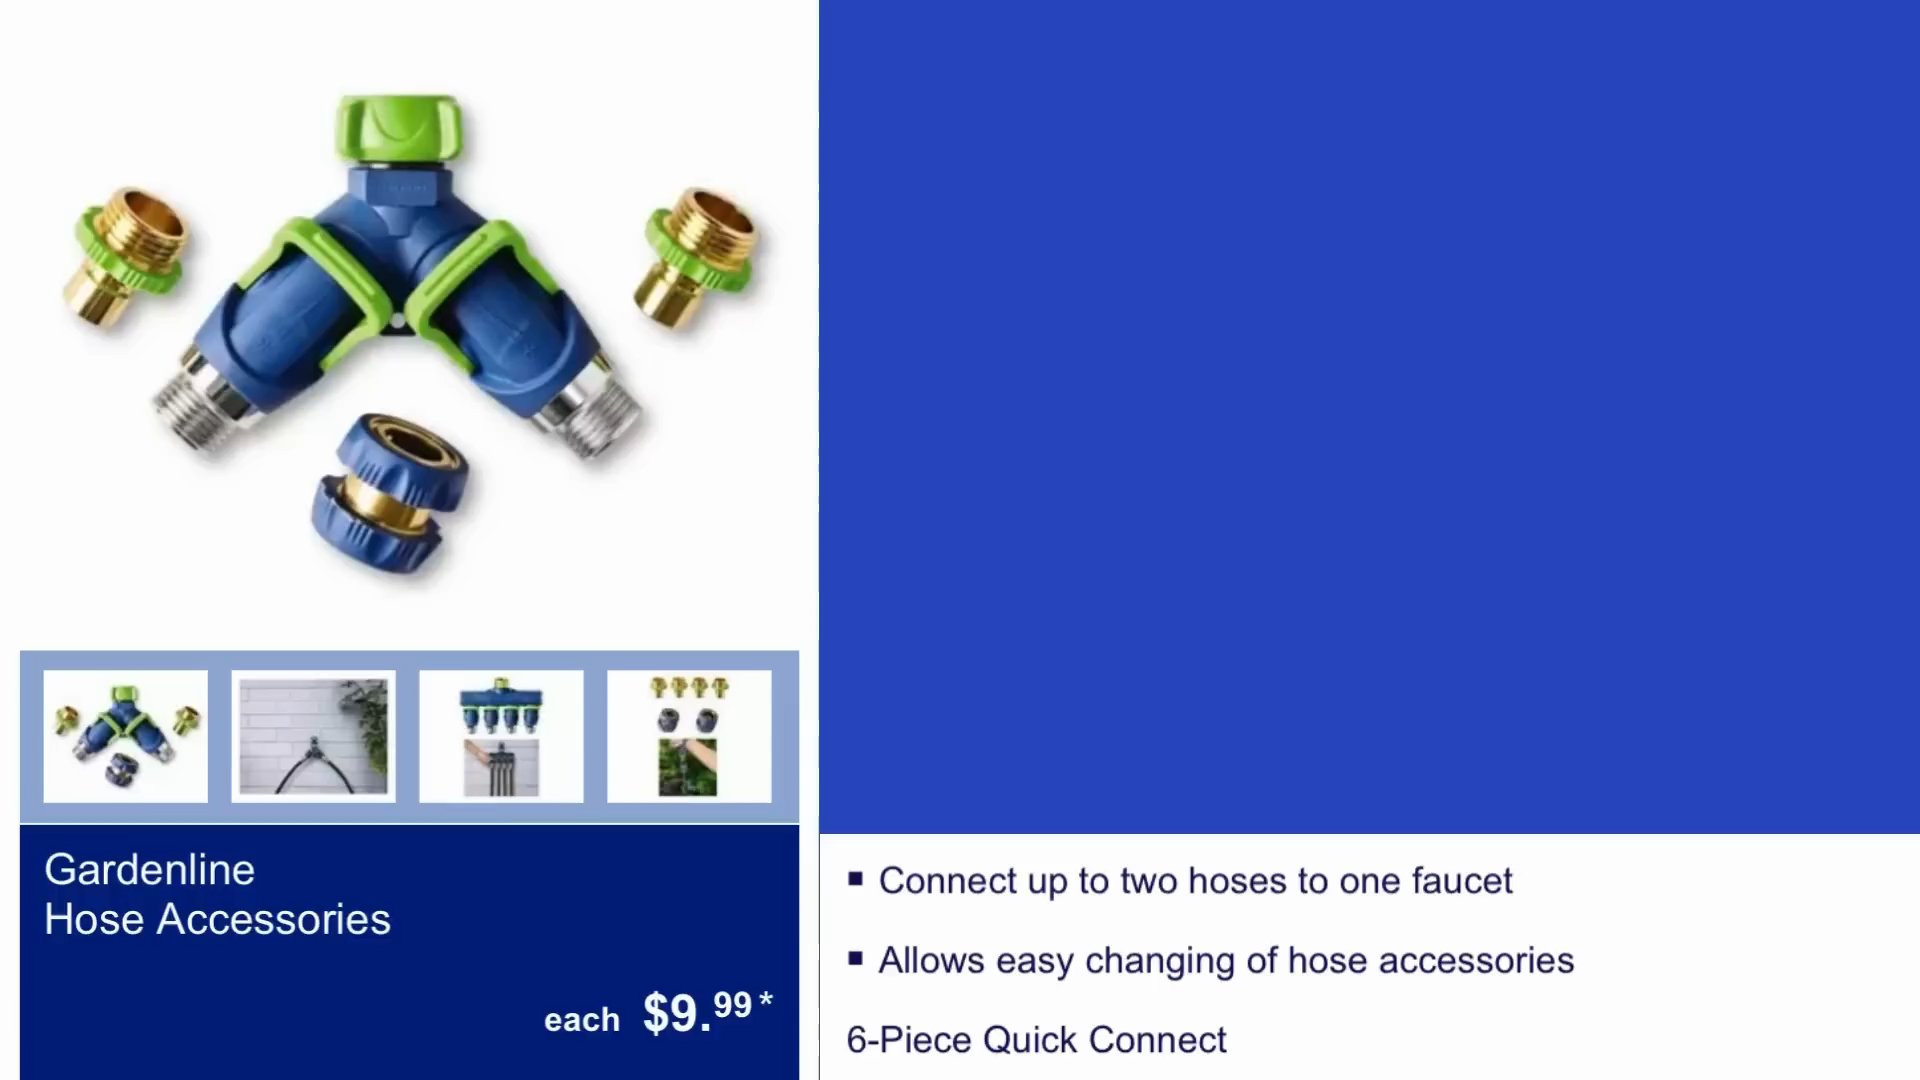 Gardenline
Hose Accessories
each $9.99*
▪ Connect up to two hoses to one faucet
▪ Allows easy changing of hose accessories
6-Piece Quick Connect